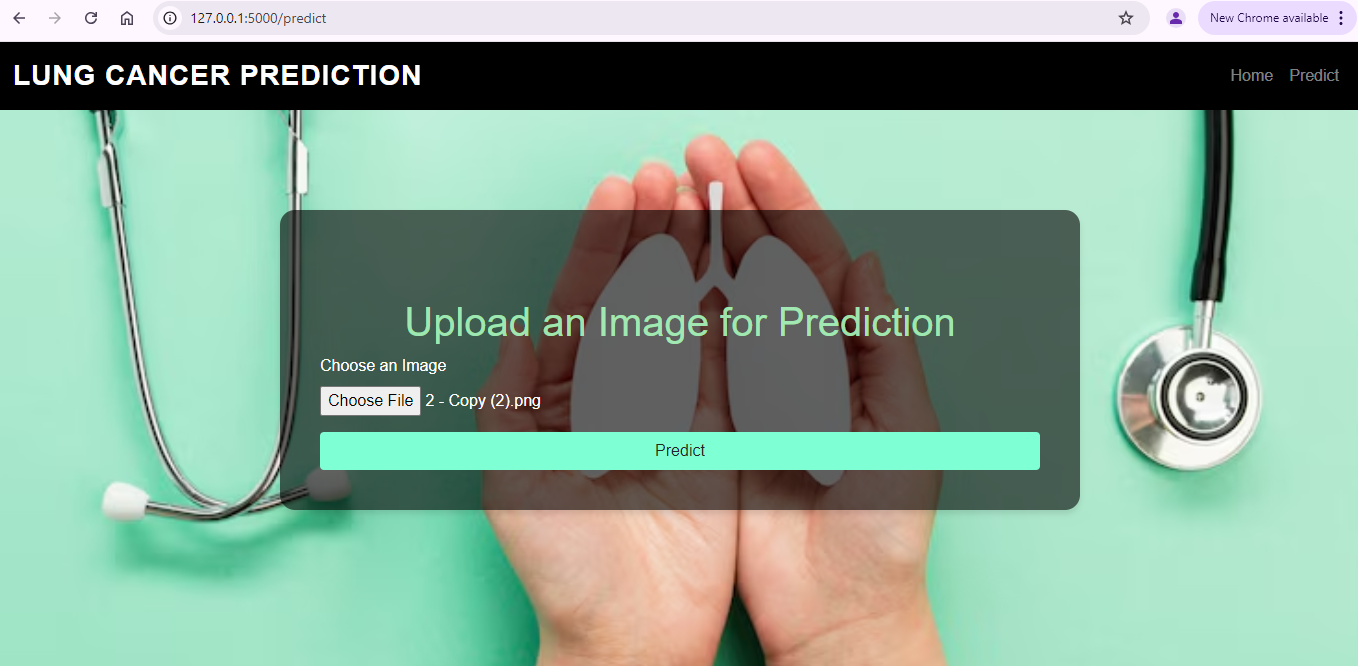 127.0.0.1:5000/predict
New Chrome available
LUNG CANCER PREDICTION
Home Predict
Upload an Image for Prediction
Choose an Image
Choose File 2 - Copy (2).png
Predict